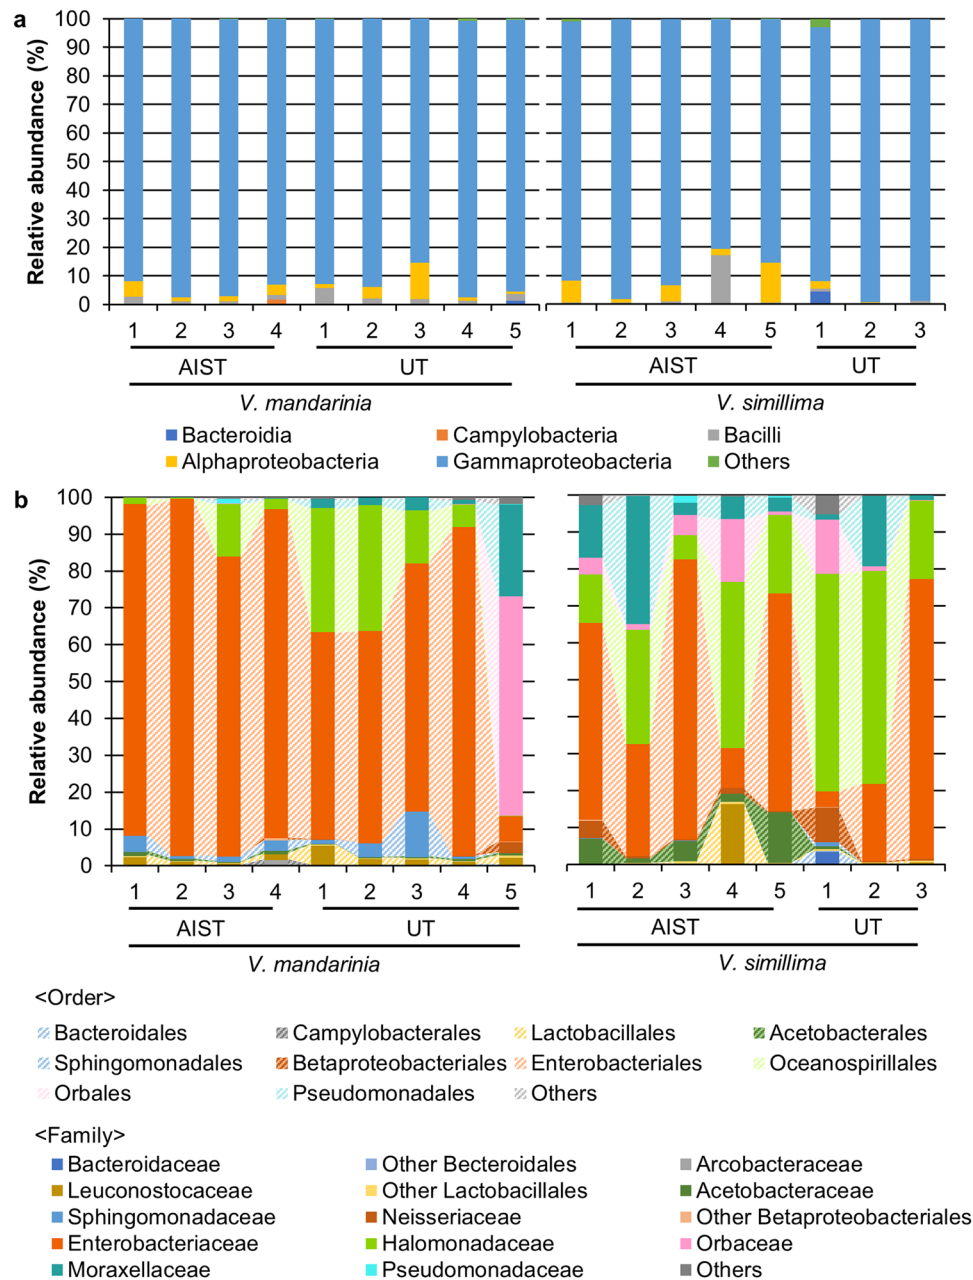 a
Relative abundance (%)
100
90
80
70
60
50
40
30
20
10
0
1 2 3 4 1 2 3 4 5 1 2 3 4 5 1 2 3
AIST UT AIST UT
V. mandarinia V. simillima
Bacteroidia Campylobacteria Bacilli
Alphaproteobacteria Gammaproteobacteria Others
b
Relative abundance (%)
100
90
80
70
60
50
40
30
20
10
0
1 2 3 4 1 2 3 4 5 1 2 3 4 5 1 2 3
AIST UT AIST UT
V. mandarinia V. simillima
<Order>
Bacteroidales Campylobacterales Lactobacillales Acetobacterales
Sphingomonadales Betaproteobacteriales Enterobacteriales Oceanospirillales
Orbales Pseudomonadales Others
<Family>
Bacteroidaceae Other Becteroidales Arcobacteraceae
Leuconostocaceae Other Lactobacillales Acetobacteraceae
Sphingomonadaceae Neisseriaceae Other Betaproteobacteriales
Enterobacteriaceae Halomonadaceae Orbaceae
Moraxellaceae Pseudomonadaceae Others